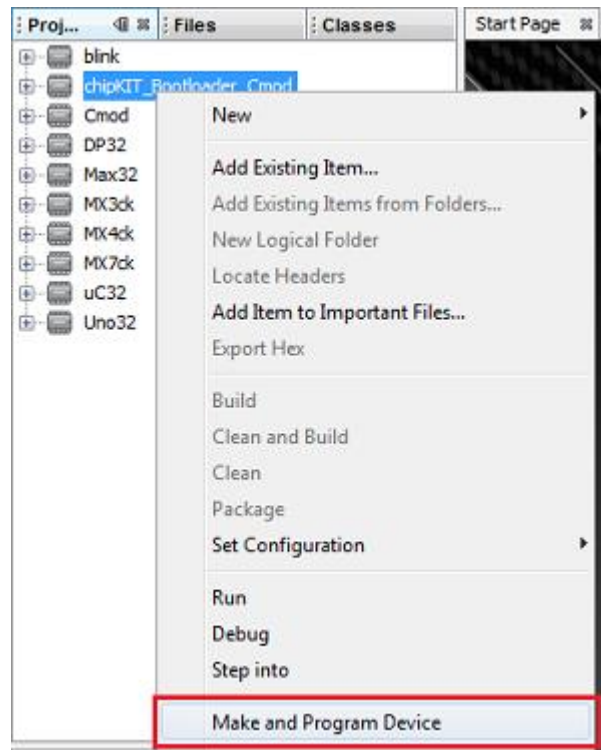 Proj... Files Classes Start Page
blink
chipKIT_Bootloader_Cmod
Cmod
DP32
Max32
MX3ck
MX4ck
MX7ck
uC32
Uno32
New
Add Existing Item...
Add Existing Items from Folders...
New Logical Folder
Locate Headers
Add Item to Important Files...
Export Hex
Build
Clean and Build
Clean
Package
Set Configuration
Run
Debug
Step into
Make and Program Device